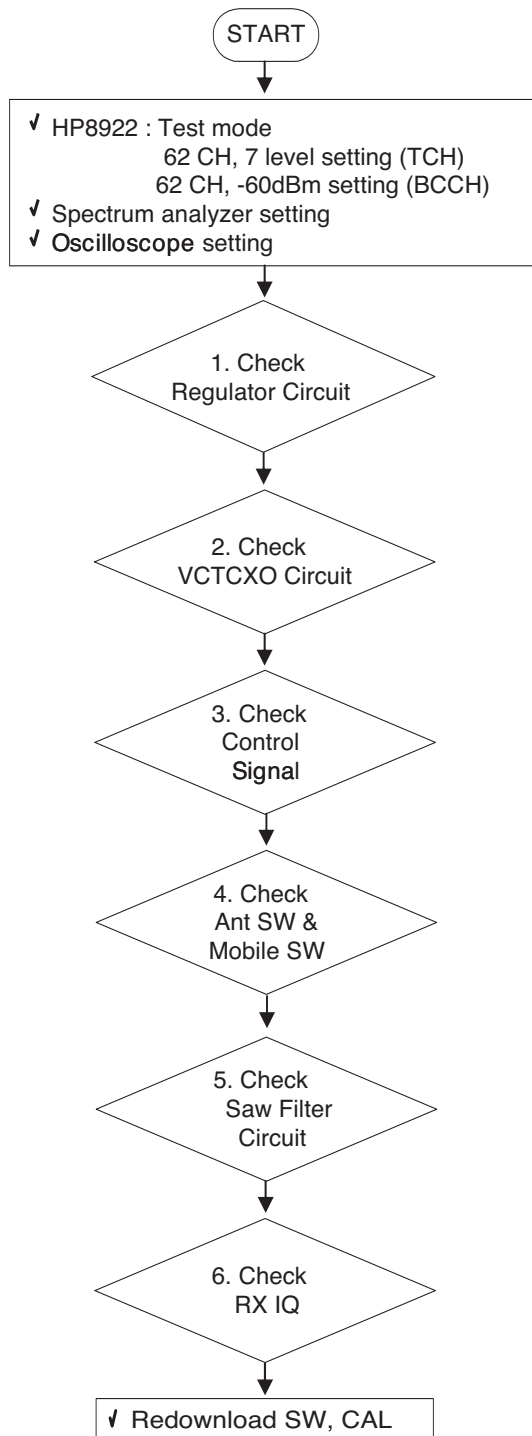 START
✓ HP8922 : Test mode
62 CH, 7 level setting (TCH)
62 CH, -60dBm setting (BCCH)
✓ Spectrum analyzer setting
✓ Oscilloscope setting
1. Check
Regulator Circuit
2. Check
VCTCXO Circuit
3. Check
Control
Signal
4. Check
Ant SW &
Mobile SW
5. Check
Saw Filter
Circuit
6. Check
RX IQ
✓ Redownload SW, CAL